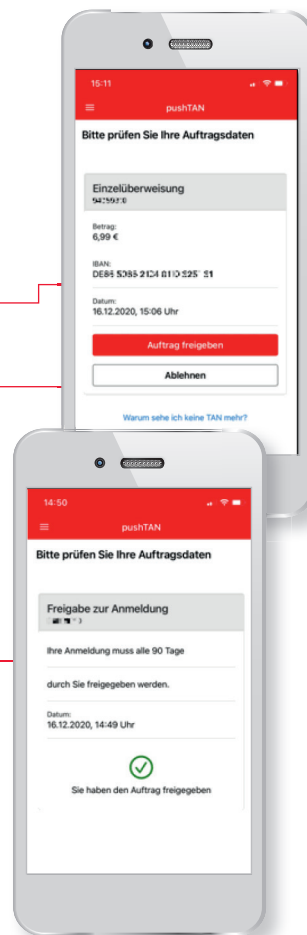 15:11
pushTAN
Bitte prüfen Sie Ihre Auftragsdaten
Einzelüberweisung
Betrag:
6,99 €
IBAN:
Datum:
16.12.2020, 15:06 Uhr
Auftrag freigeben
Ablehnen
Warum sehe ich keine TAN mehr?
14:50
pushTAN
Bitte prüfen Sie Ihre Auftragsdaten
Freigabe zur Anmeldung
Ihre Anmeldung muss alle 90 Tage
durch Sie freigegeben werden.
Datum:
16.12.2020, 14:49 Uhr
Sie haben den Auftrag freigegeben